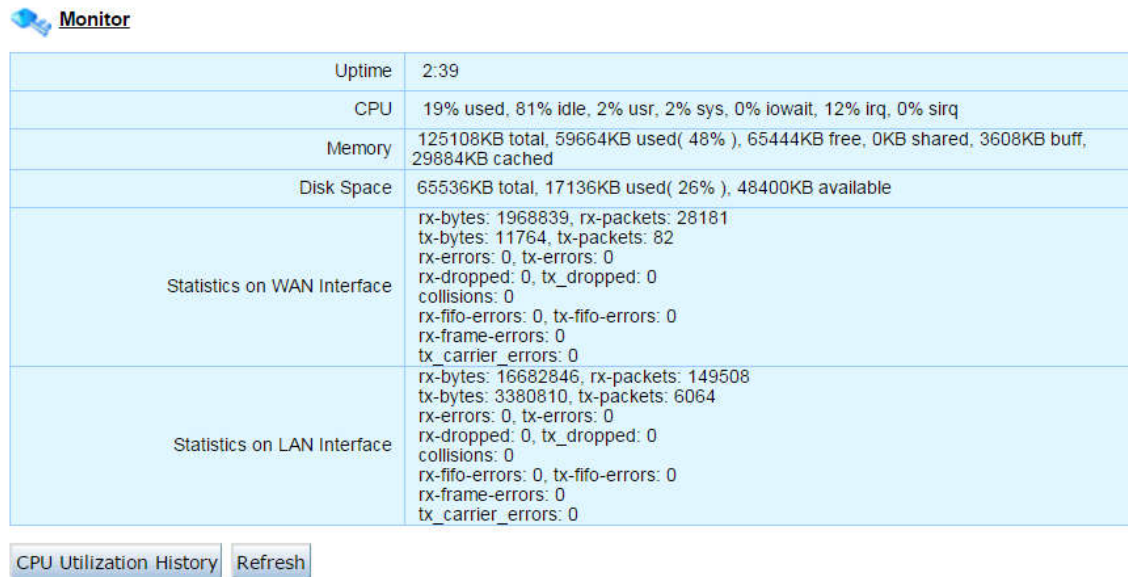 Monitor
Uptime 2:39
CPU 19% used, 81% idle, 2% usr, 2% sys, 0% iowait, 12% irq, 0% sirq
Memory 125108KB total, 59664KB used( 48% ), 65444KB free, 0KB shared, 3608KB buff,
29884KB cached
Disk Space 65536KB total, 17136KB used( 26% ), 48400KB available
Statistics on WAN Interface
rx-bytes: 1968839, rx-packets: 28181
tx-bytes: 11764, tx-packets: 82
rx-errors: 0, tx-errors: 0
rx-dropped: 0, tx_dropped: 0
collisions: 0
rx-fifo-errors: 0, tx-fifo-errors: 0
rx-frame-errors: 0
tx_carrier_errors: 0
Statistics on LAN Interface
rx-bytes: 16682846, rx-packets: 149508
tx-bytes: 3380810, tx-packets: 6064
rx-errors: 0, tx-errors: 0
rx-dropped: 0, tx_dropped: 0
collisions: 0
rx-fifo-errors: 0, tx-fifo-errors: 0
rx-frame-errors: 0
tx_carrier_errors: 0
CPU Utilization History Refresh